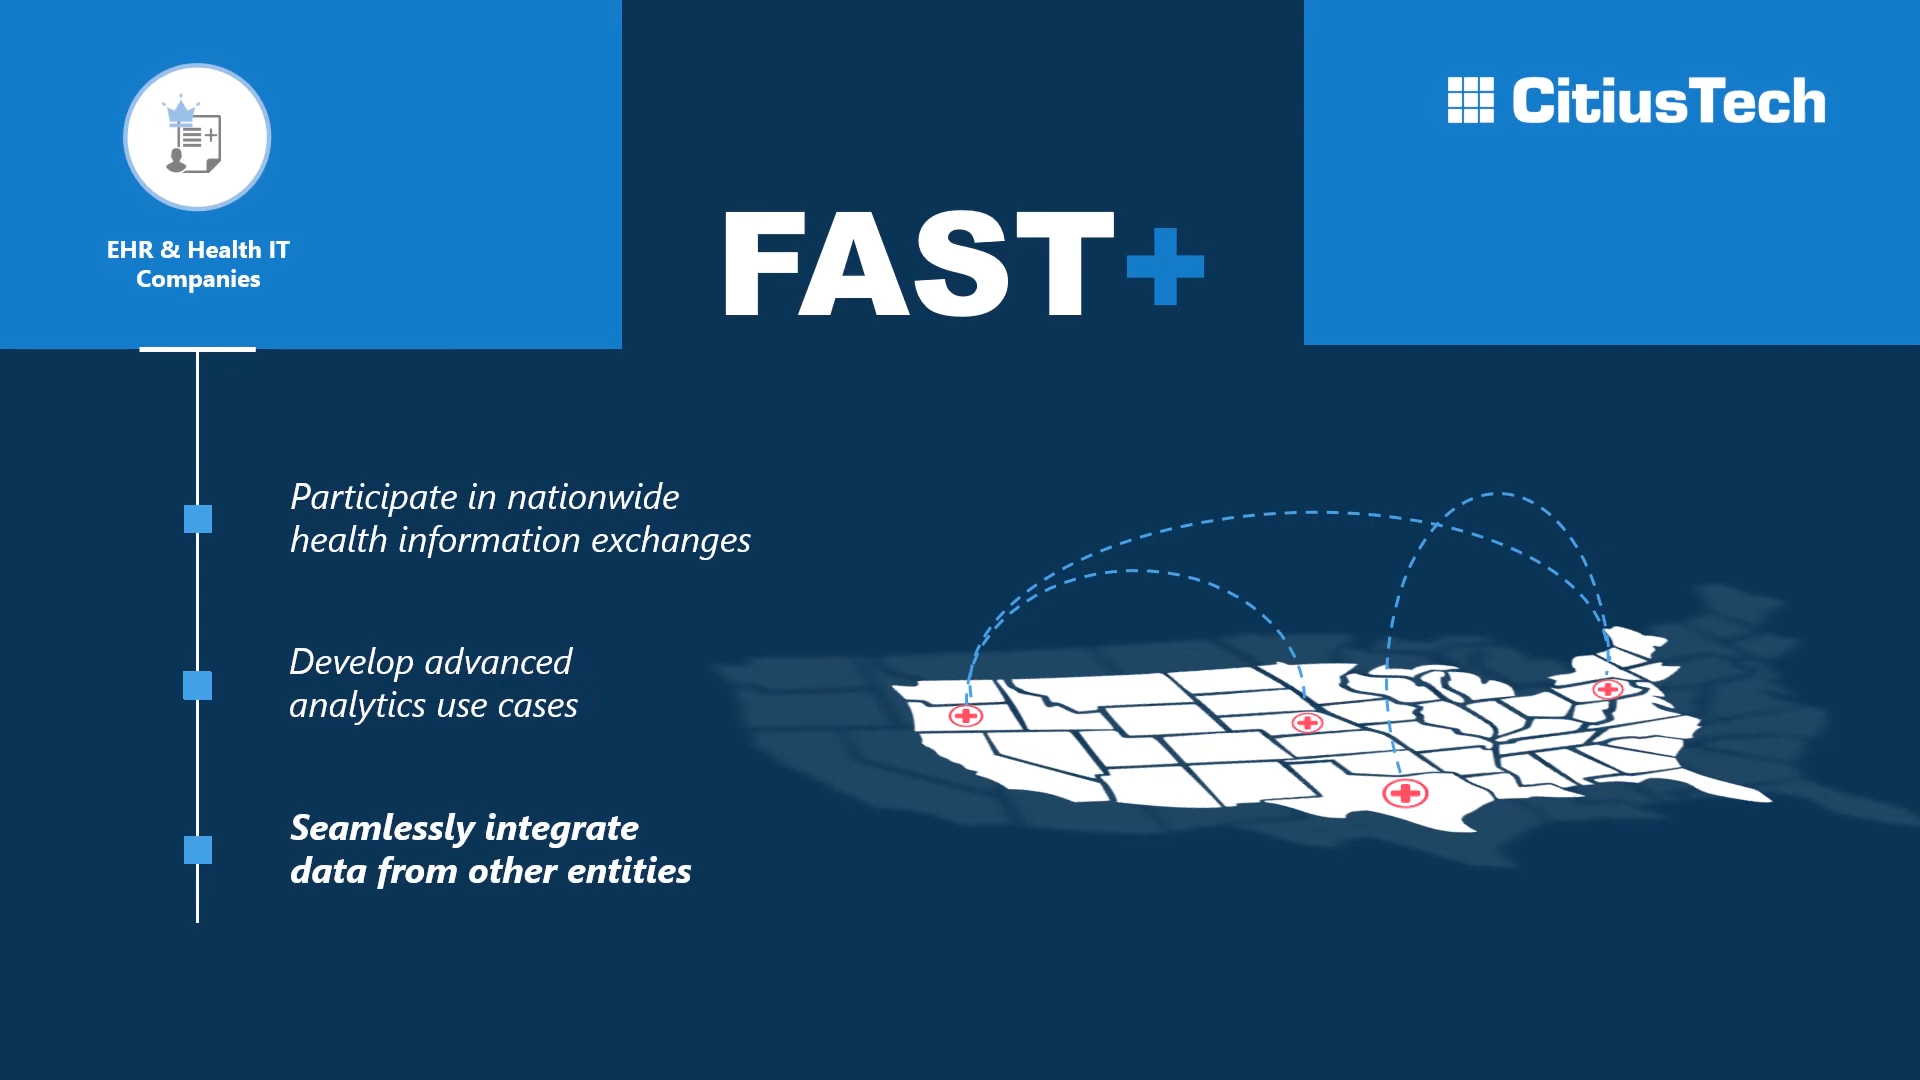 EHR & Health IT
Companies
FAST+
CitiusTech
Participate in nationwide
health information exchanges
Develop advanced
analytics use cases
Seamlessly integrate
data from other entities